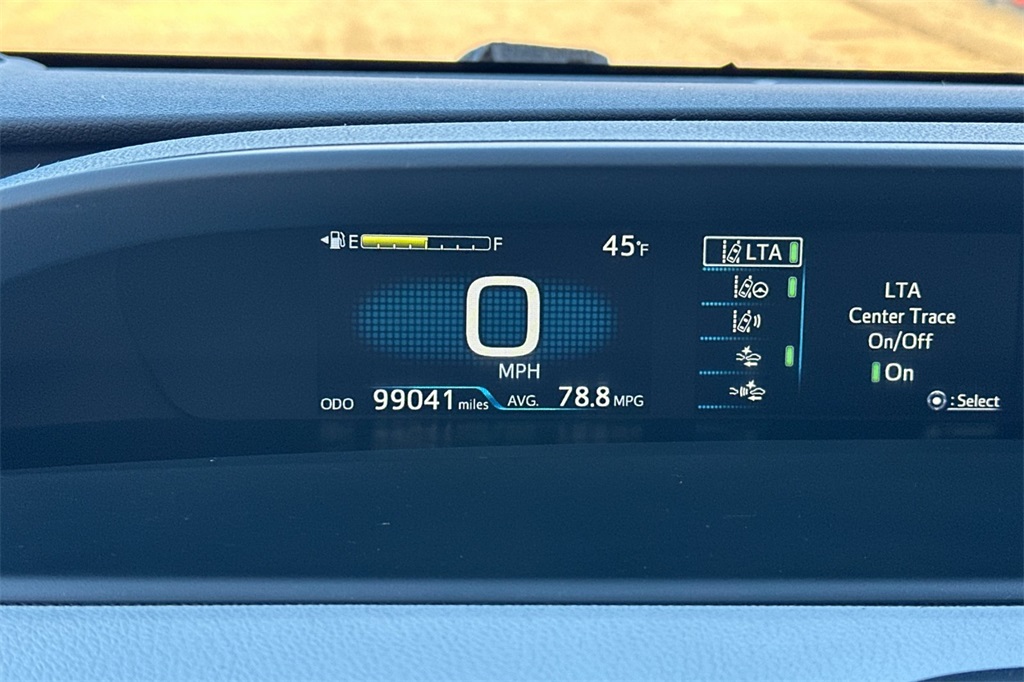 E F 45°F
0
MPH
ODO 99041 miles AVG. 78.8 MPG
LTA
LTA
Center Trace
On/Off
On
: Select